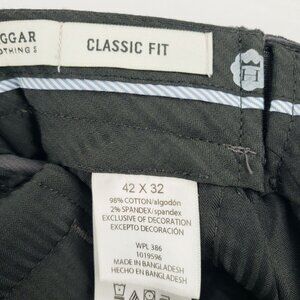 GGAR
OTHING S
CLASSIC FIT
H
42 X 32
98% COTTON/algodón
2% SPANDEX/spandex
EXCLUSIVE OF DECORATION
EXCEPTO DECORACIÓN
WPL 386
1019596
MADE IN BANGLADESH
HECHO EN BANGLADESH